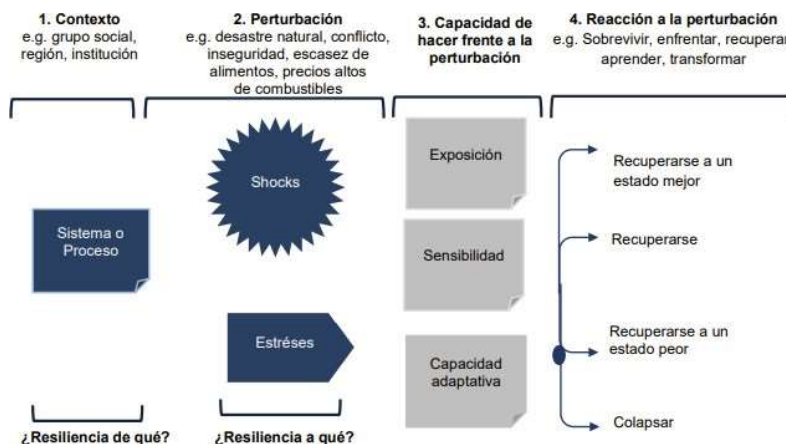 1. Contexto
e.g. grupo social,
región, institución
2. Perturbación
e.g. desastre natural, conflicto,
inseguridad, escasez de
alimentos, precios altos
de combustibles
3. Capacidad de
hacer frente a la
perturbación
4. Reacción a la perturbación
e.g. Sobrevivir, enfrentar, recuperar
aprender, transformar
Sistema o
Proceso
Shocks
Estréses
Exposición
Sensibilidad
Capacidad
adaptativa
Recuperarse a un
estado mejor
Recuperarse
Recuperarse a un
estado peor
Colapsar
¿Resiliencia de qué?
¿Resiliencia a qué?